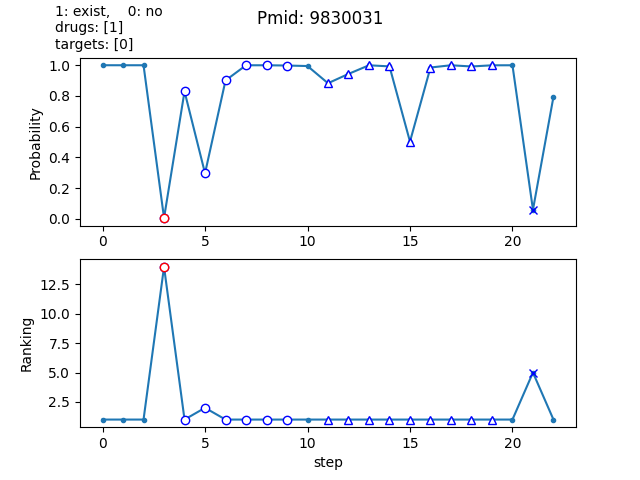 1: exist,    0: no
drugs: [1]
targets: [0]
Pmid: 9830031
1.0
0.8
0.6
0.4
0.2
0.0
Probability
0 5 10 15 20
12.5
10.0
7.5
5.0
2.5
Ranking
0 5 10 15 20
step